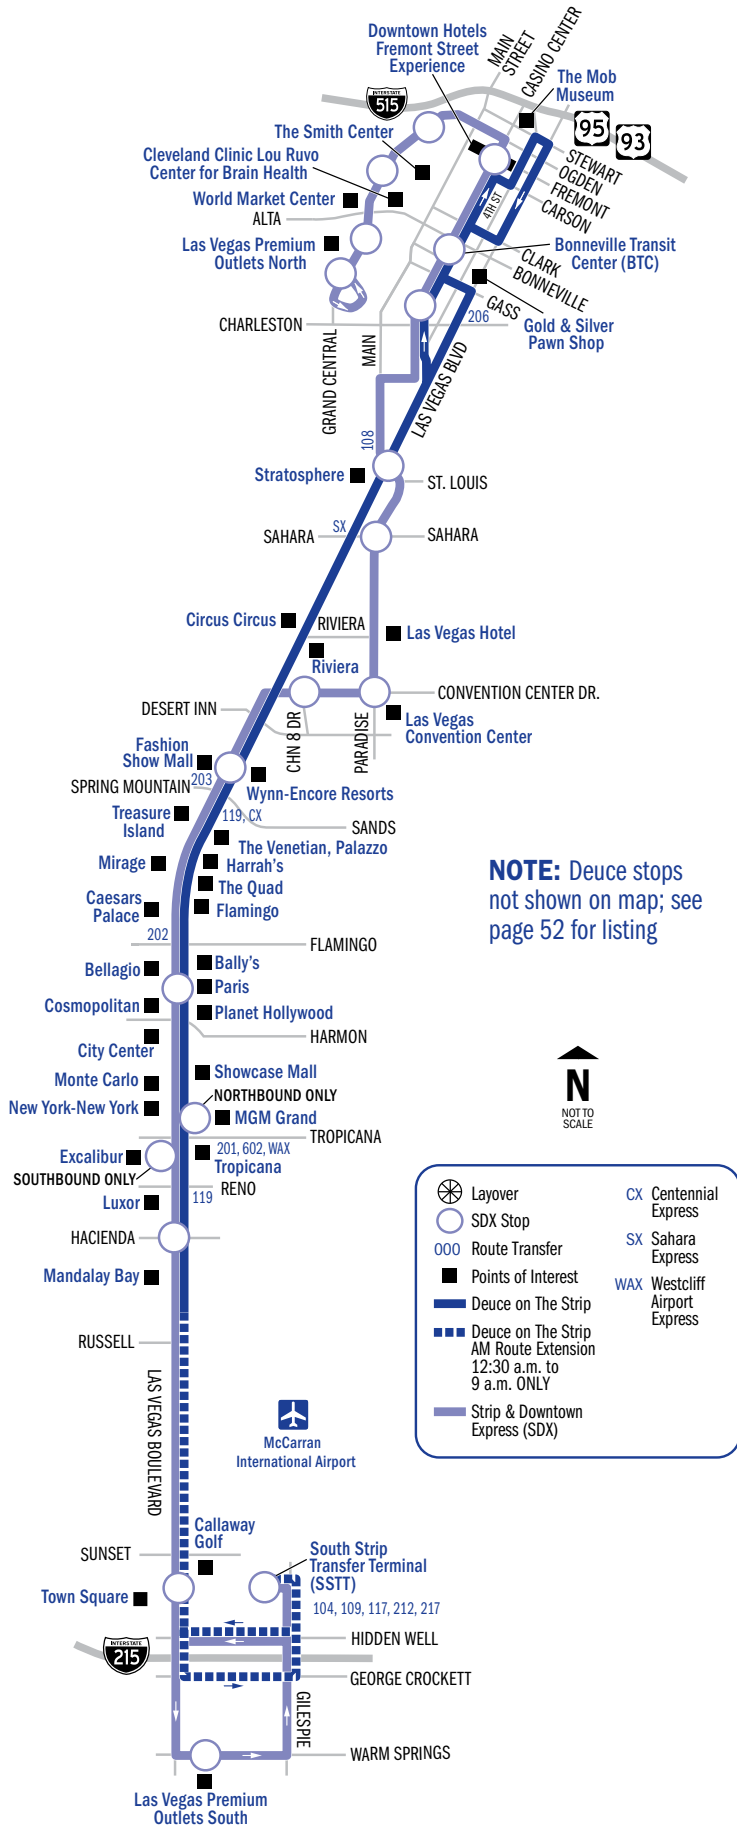 Downtown Hotels
Fremont Street
Experience
MAIN
STREET
CASINO CENTER
The Mob
Museum
INTERSTATE
515
95
93
The Smith Center
Cleveland Clinic Lou Ruvo
Center for Brain Health
World Market Center
ALTA
Las Vegas Premium
Outlets North
STEWART
OGDEN
FREMONT
CARSON
4TH ST
Bonneville Transit
Center (BTC)
CLARK
BONNEVILLE
GASS
206
Gold & Silver
Pawn Shop
CHARLESTON
GRAND CENTRAL
MAIN
LAS VEGAS BLVD
108
Stratosphere
ST. LOUIS
SX
SAHARA
SAHARA
Circus Circus
RIVIERA
Las Vegas Hotel
Riviera
CONVENTION CENTER DR.
DESERT INN
CHN 8 DR
PARADISE
Las Vegas
Convention Center
Fashion
Show Mall
SPRING MOUNTAIN
203
Wynn-Encore Resorts
Treasure
Island
119, CX
SANDS
The Venetian, Palazzo
Mirage
Harrah's
The Quad
Caesars
Palace
Flamingo
NOTE: Deuce stops
not shown on map; see
page 52 for listing
202
FLAMINGO
Bellagio
Bally's
Paris
Cosmopolitan
Planet Hollywood
City Center
HARMON
Monte Carlo
Showcase Mall
New York-New York
NORTHBOUND ONLY
MGM Grand
N
NOT TO
SCALE
TROPICANA
Excalibur
201, 602, WAX
Tropicana
SOUTHBOUND ONLY
Luxor
119
RENO
HACIENDA
Mandalay Bay
RUSSELL
LAS VEGAS BOULEVARD
Layover
SDX Stop
000 Route Transfer
Points of Interest
Deuce on The Strip
Deuce on The Strip
AM Route Extension
12:30 a.m. to
9 a.m. ONLY
Strip & Downtown
Express (SDX)
CX Centennial
Express
SX Sahara
Express
WAX Westcliff
Airport
Express
McCarran
International Airport
Callaway
Golf
SUNSET
South Strip
Transfer Terminal
(SSTT)
Town Square
104, 109, 117, 212, 217
HIDDEN WELL
INTERSTATE
215
GEORGE CROCKETT
GILESPIE
WARM SPRINGS
Las Vegas Premium
Outlets South